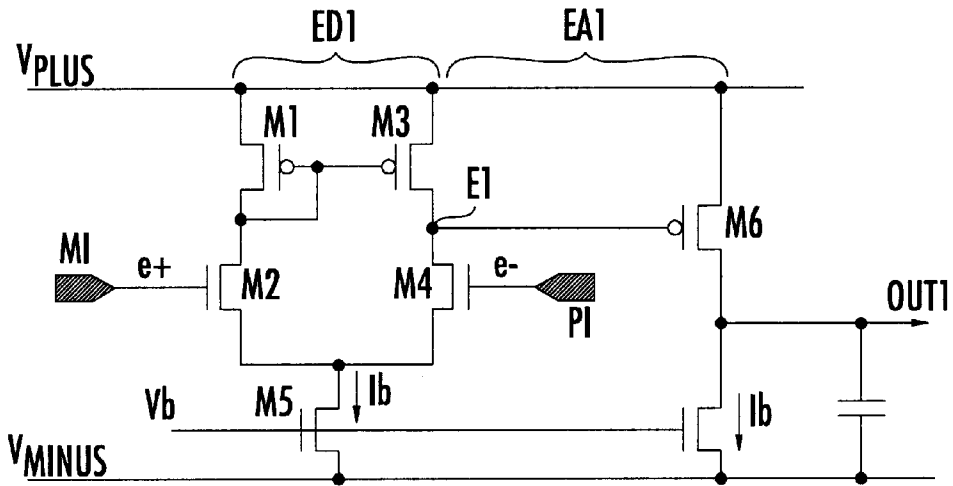 ED1
EA1
VPLUS
M1
M3
E1
M6
MI
e+
M2
M4
e-
PI
OUT1
Vb
M5
Ib
Ib
VMINUS